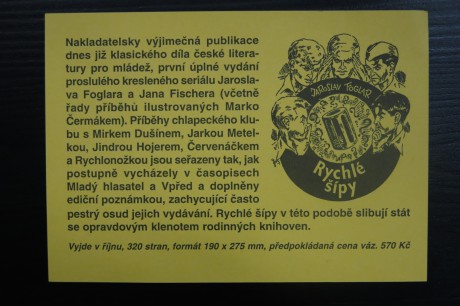 Nakladatelsky výjimečná publikace
dnes již klasického díla české litera-
tury pro mládež, první úplné vydání
proslulého kresleného seriálu Jarosla-
va Foglara a Jana Fischera (včetně
řady příběhů ilustrovaných Marko
Čermákem). Příběhy chlapeckého klu-
bu s Mirkem Dušínem, Jarkou Metel-
kou, Jindrou Hojerem, Červenáčkem
a Rychlonožkou jsou seřazeny tak, jak
postupně vycházely v časopisech
Mladý hlasatel a Vpřed a doplněny
ediční poznámkou, zachycující často
pestrý osud jejich vydávání. Rychlé šípy v této podobě slibují stát
se opravdovým klenotem rodinných knihoven.
Vyjde v říjnu, 320 stran, formát 190 x 275 mm, předpokládaná cena váz. 570 Kč
JAROSLAV FOGLAR
Rychlé
šípy